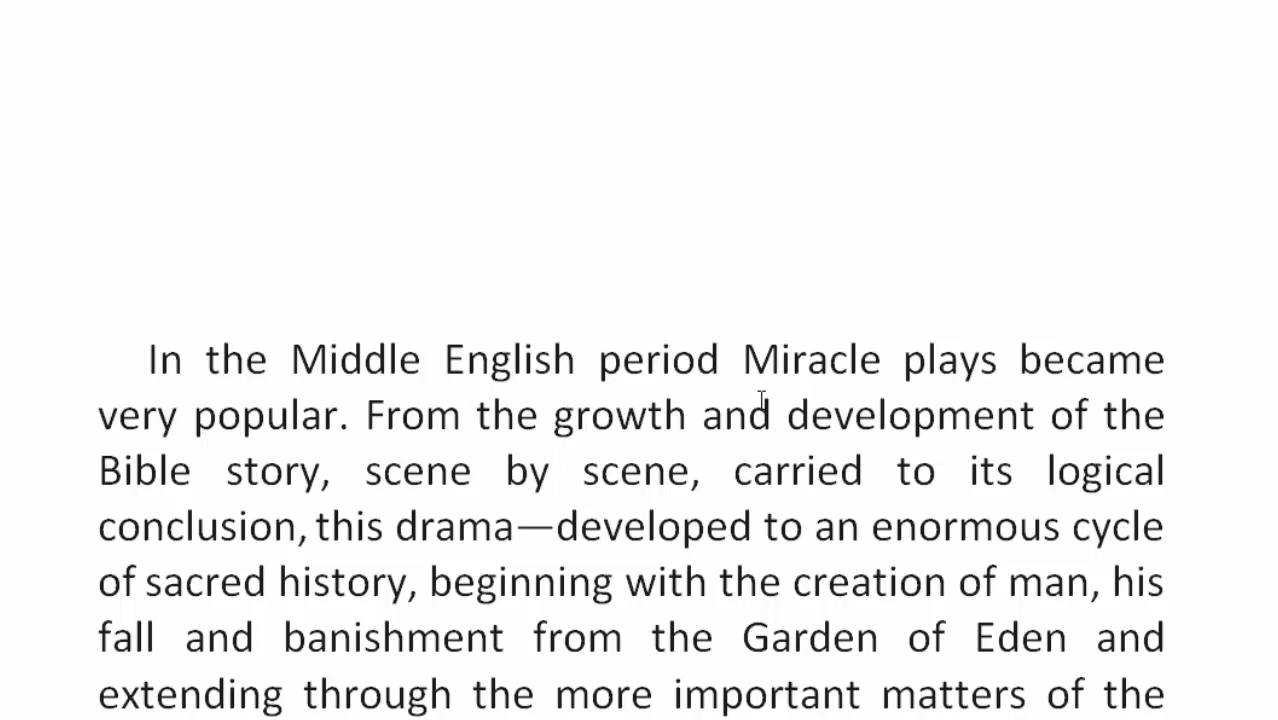 In the Middle English period Miracle plays became
very popular. From the growth and development of the
Bible story, scene by scene, carried to its logical
conclusion, this drama—developed to an enormous cycle
of sacred history, beginning with the creation of man, his
fall and banishment from the Garden of Eden and
extending through the more important matters of the